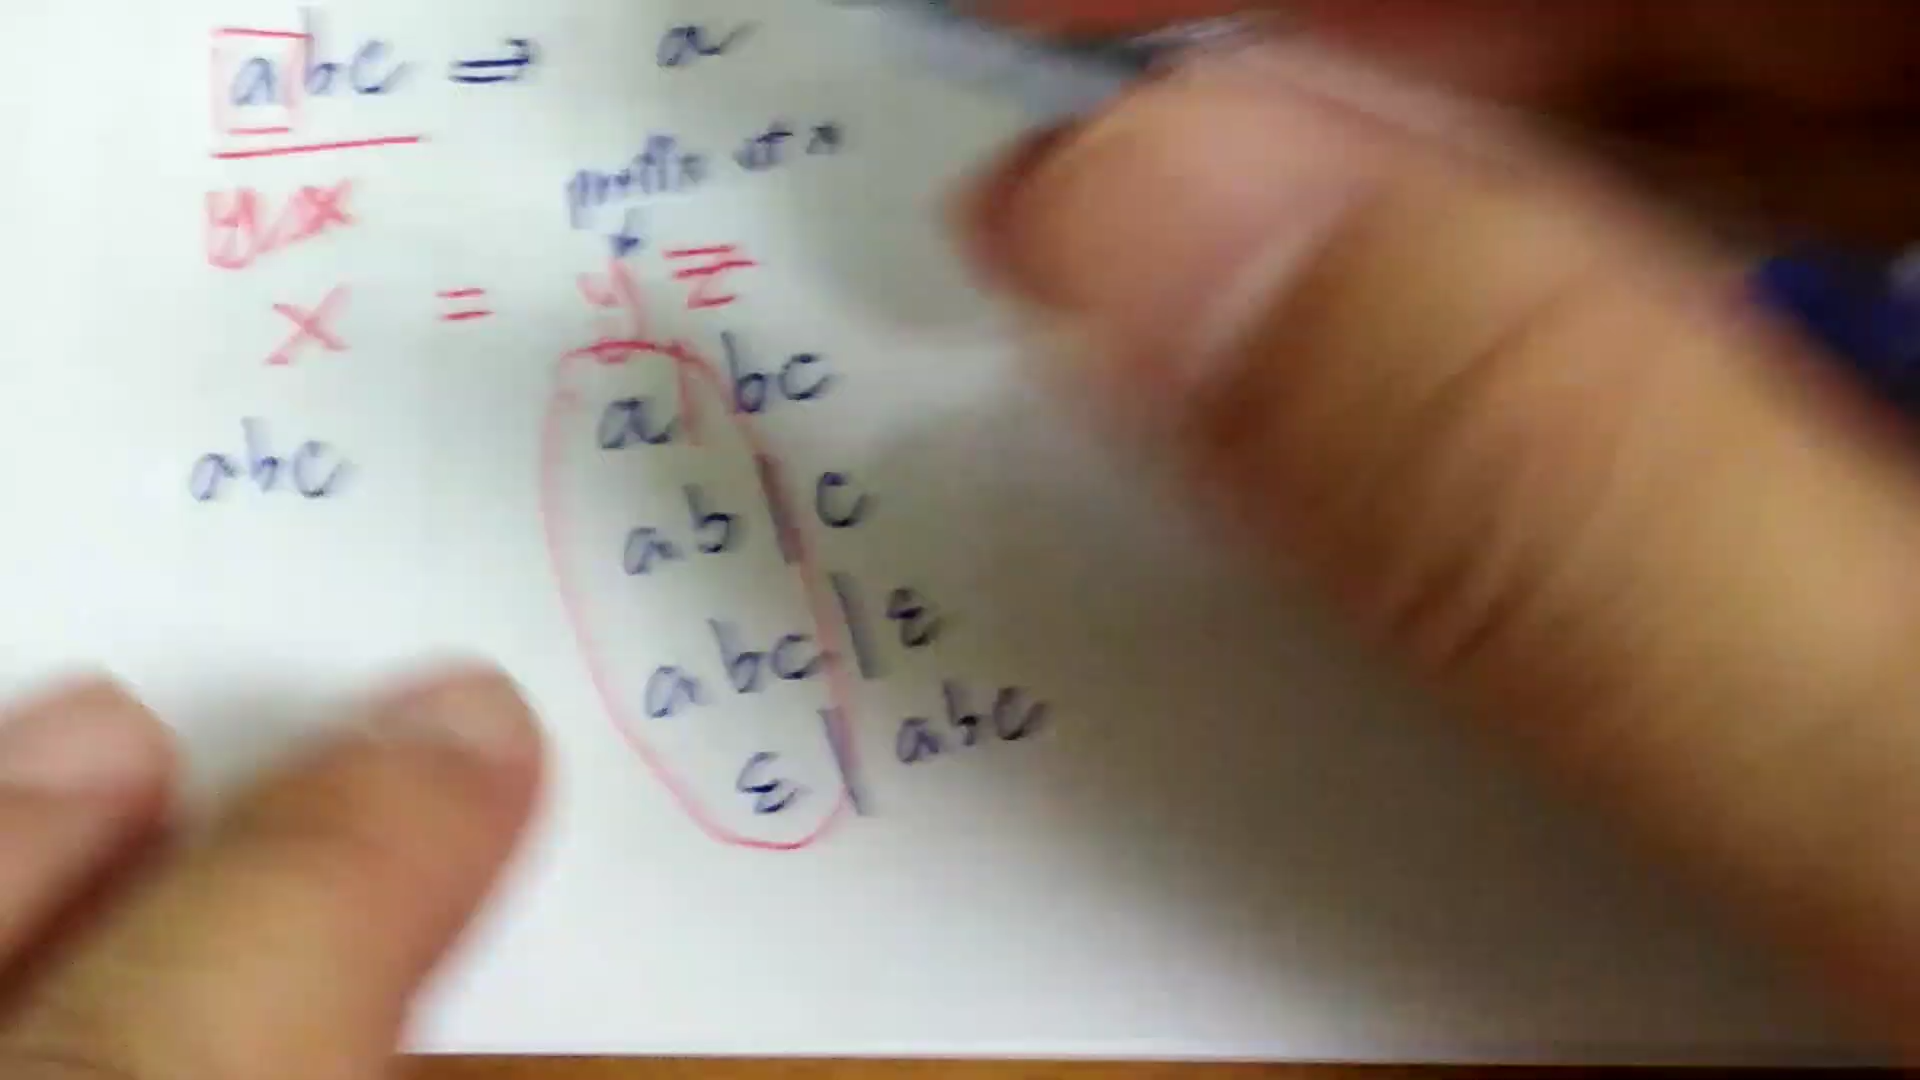 abc ⇒ a
prefix of x
x = y z
a | bc
abc
ab | c
abc | ε
ε | abc